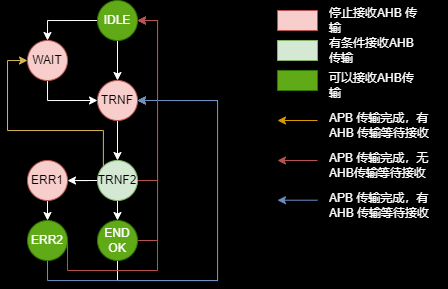 IDLE
WAIT
TRNF
ERR1
TRNF2
ERR2
END
OK
停止接收AHB 传
输
有条件接收AHB
传输
可以接收AHB传
输
APB 传输完成，有
AHB 传输等待接收
APB 传输完成，无
AHB传输等待接收
APB 传输完成，有
AHB 传输等待接收